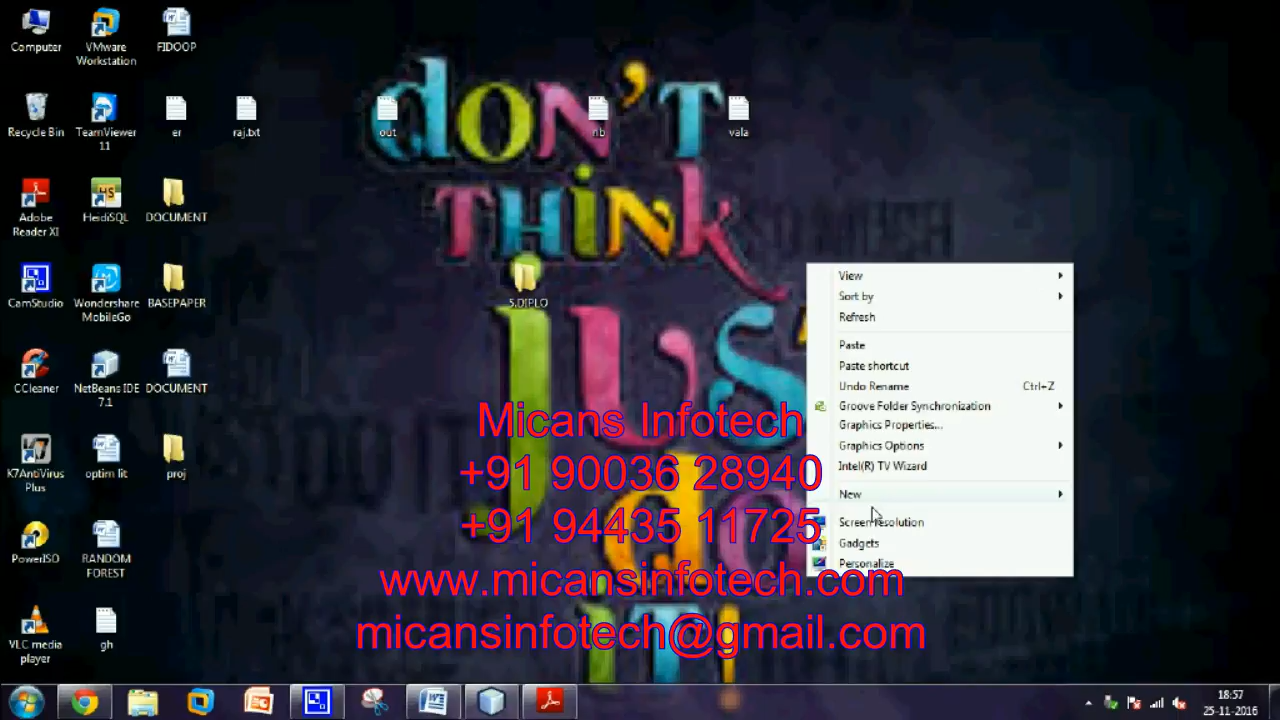 Computer
VMware
Workstation
FIDOOP
Recycle Bin
TeamViewer
11
er
raj.txt
out
nb
vala
Adobe
Reader XI
HeidiSQL
DOCUMENT
CamStudio
Wondershare
MobileGo
BASEPAPER
5.DIPLO
CCleaner
NetBeans IDE
7.1
DOCUMENT
K7AntiVirus
Plus
optim lit
proj
PowerISO
RANDOM
FOREST
VLC media
player
gh
don't
THiNk
jus
do
iT!
View
Sort by
Refresh
Paste
Paste shortcut
Undo Rename Ctrl+Z
Groove Folder Synchronization
Graphics Properties...
Graphics Options
Intel(R) TV Wizard
New
Screen resolution
Gadgets
Personalize
Micans Infotech
+91 90036 28940
+91 94435 11725
www.micansinfotech.com
micansinfotech@gmail.com
18:57
25-11-2016